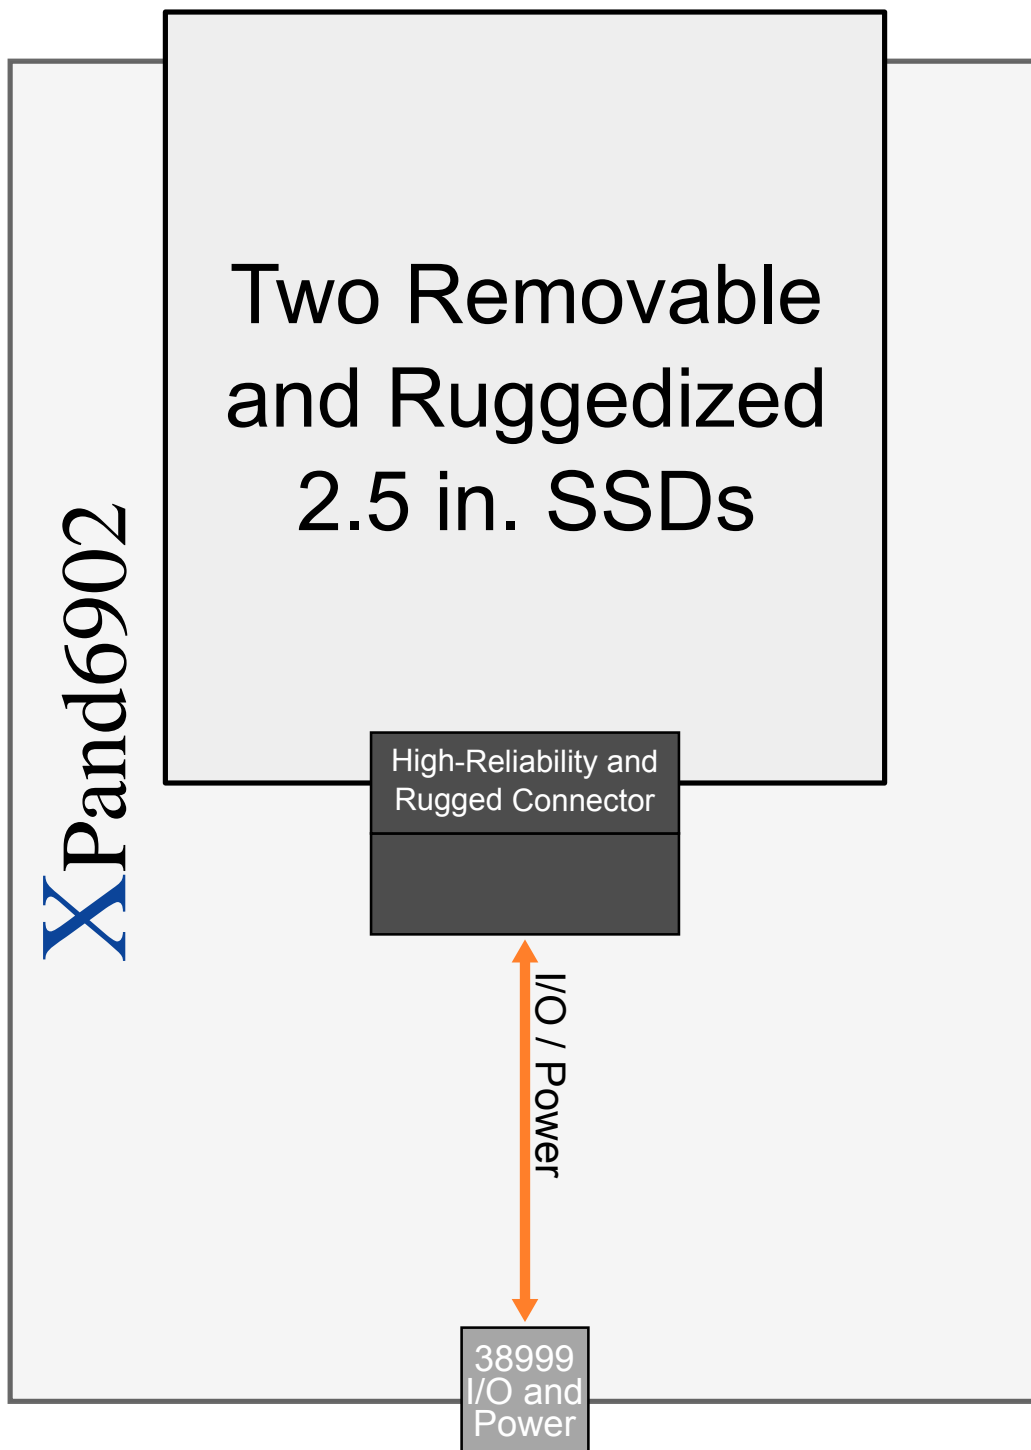 Two Removable
and Ruggedized
2.5 in. SSDs
XPand6902
High-Reliability and
Rugged Connector
I/O / Power
38999
I/O and
Power